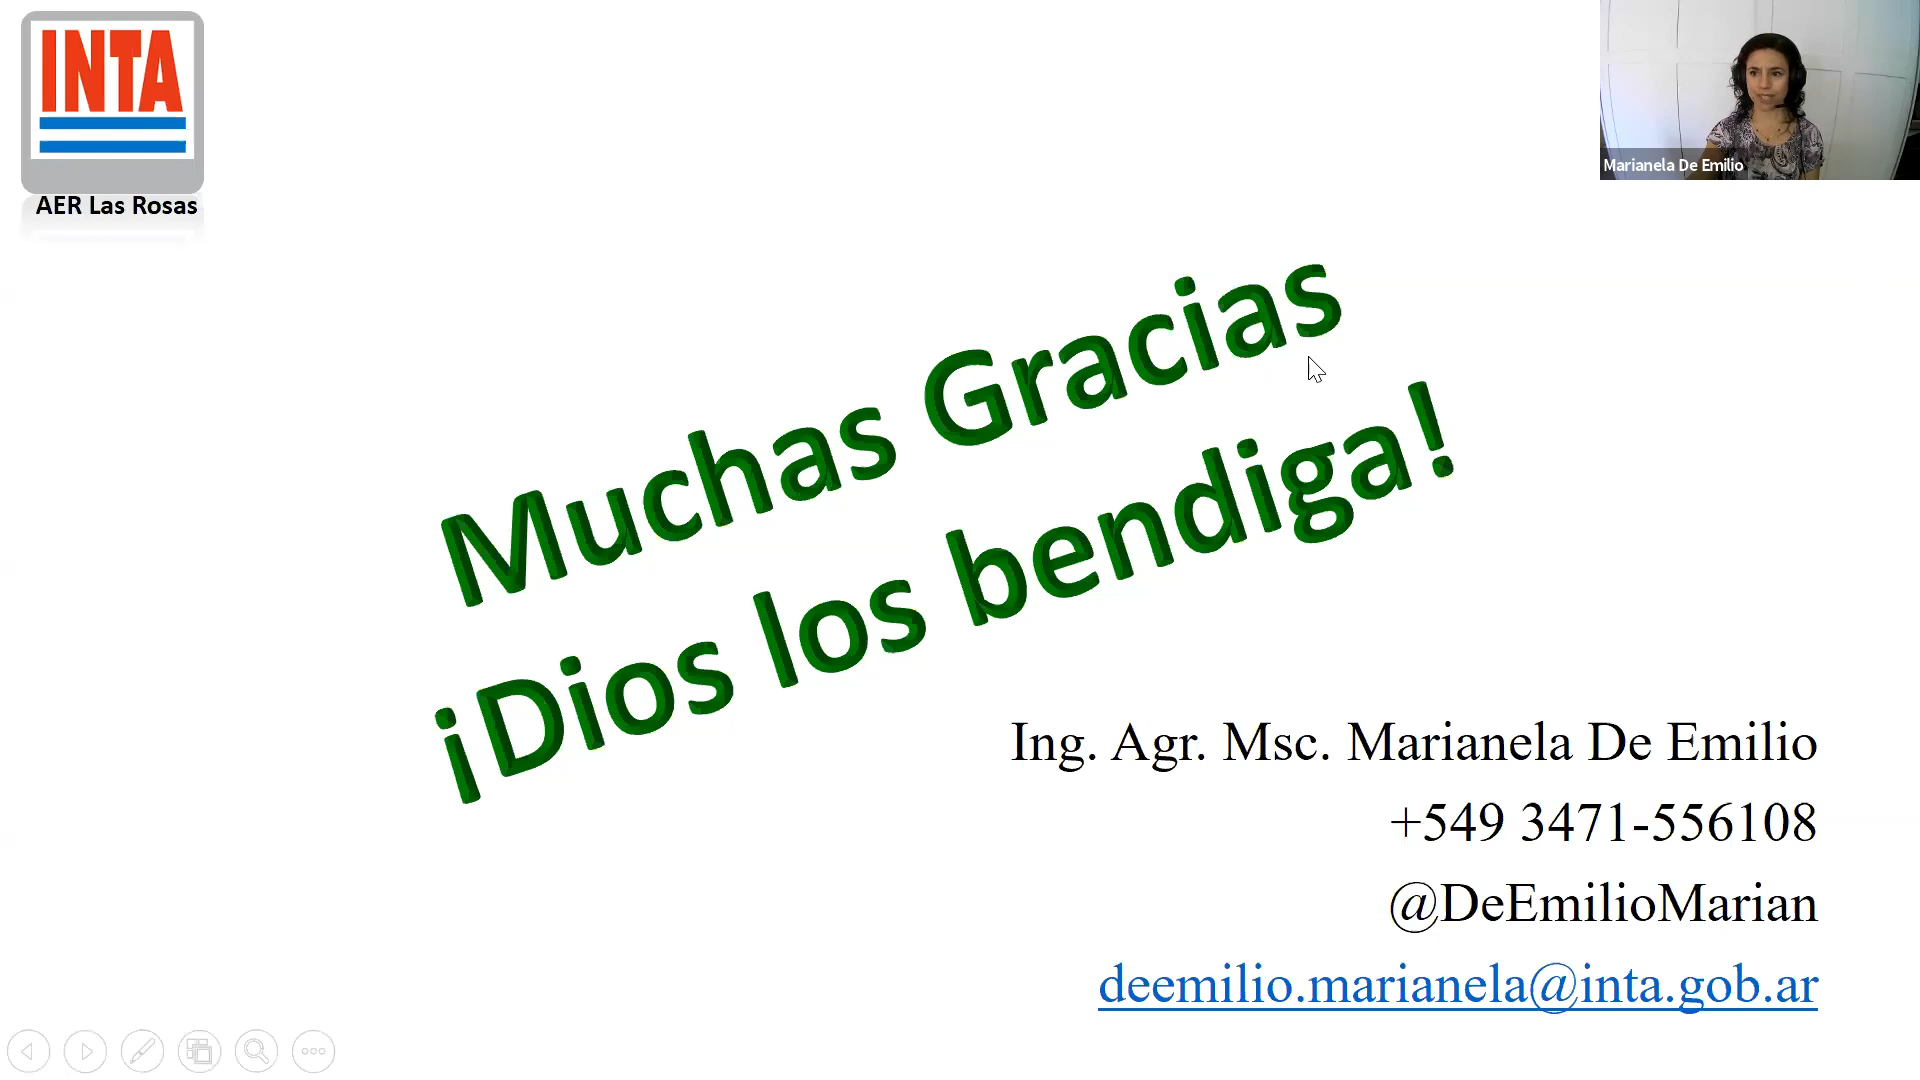 INTA
AER Las Rosas
Marianela De Emilio
Muchas Gracias
¡Dios los bendiga!
Ing. Agr. Msc. Marianela De Emilio
+549 3471-556108
@DeEmilioMarian
deemilio.marianela@inta.gob.ar